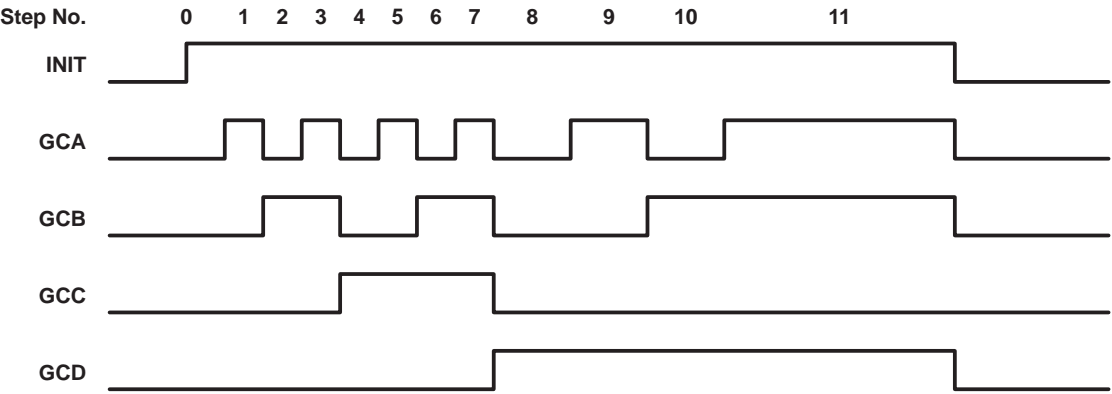 Step No. 0 1 2 3 4 5 6 7 8 9 10 11
INIT
GCA
GCB
GCC
GCD